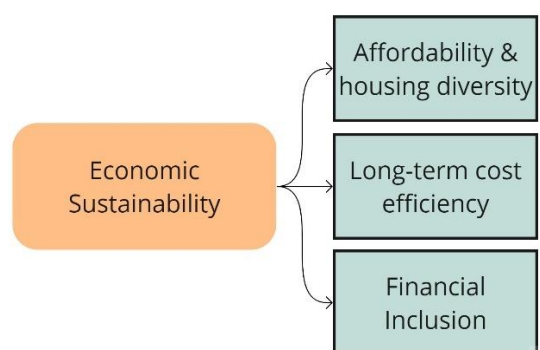 Economic
Sustainability
Affordability &
housing diversity
Long-term cost
efficiency
Financial
Inclusion